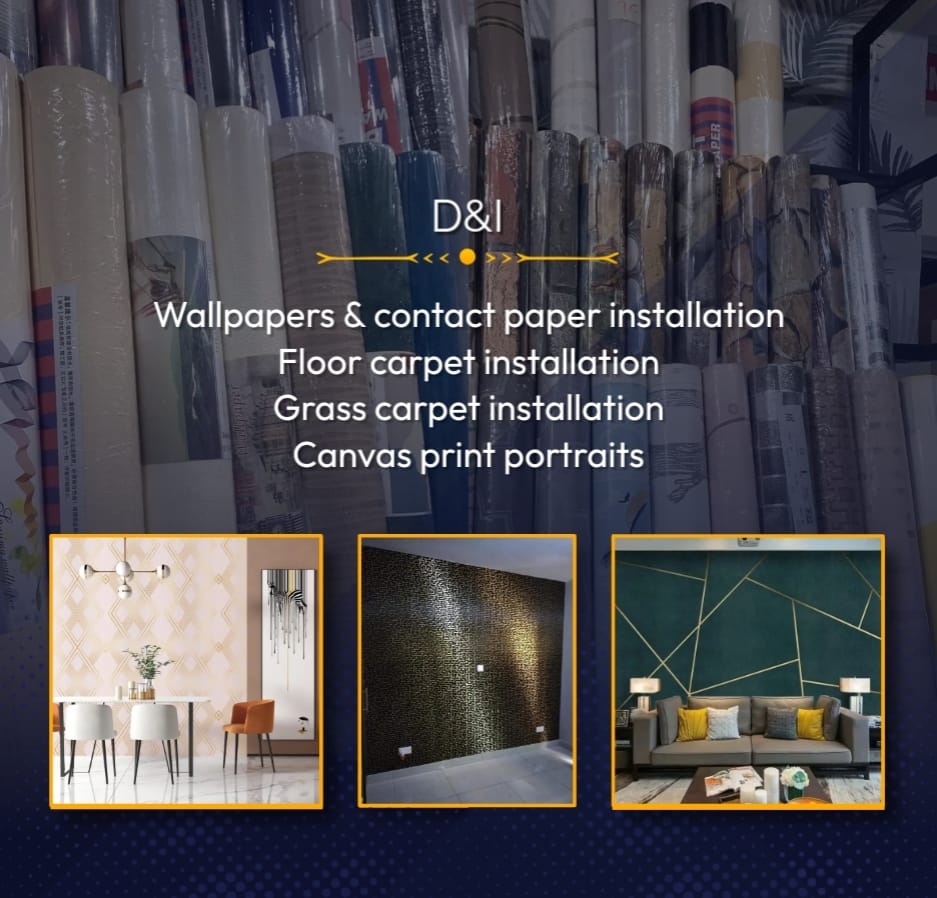 D&I
Wallpapers & contact paper installation
Floor carpet installation
Grass carpet installation
Canvas print portraits